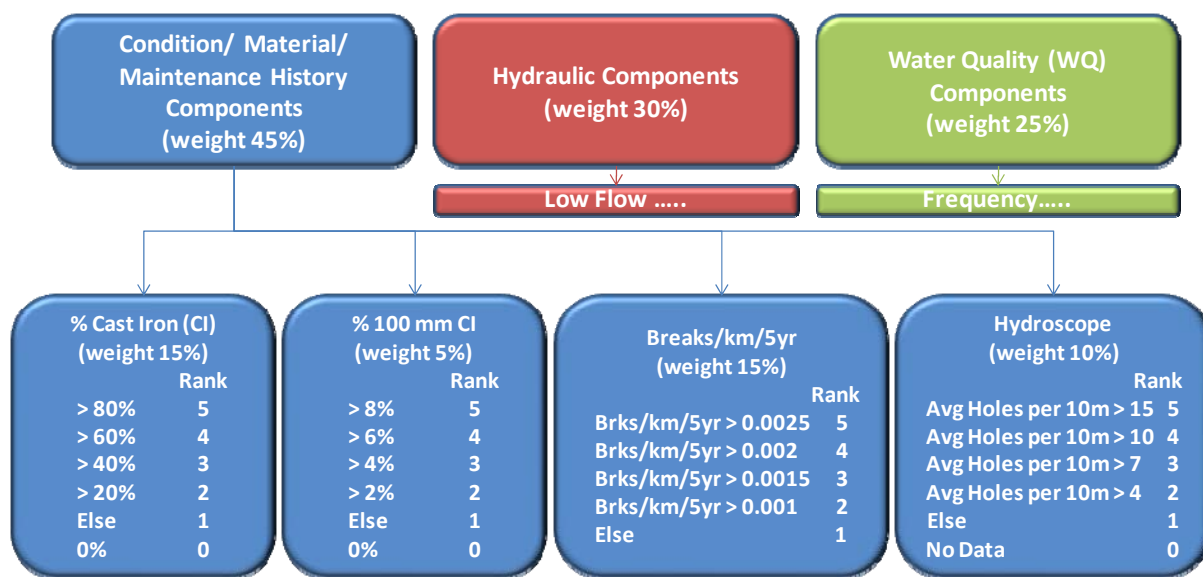 Condition/ Material/
Maintenance History
Components
(weight 45%)
Hydraulic Components
(weight 30%)
Water Quality (WQ)
Components
(weight 25%)
Low Flow .....
Frequency.....
% Cast Iron (CI)
(weight 15%)
Rank
> 80% 5
> 60% 4
> 40% 3
> 20% 2
Else 1
0% 0
% 100 mm CI
(weight 5%)
Rank
> 8% 5
> 6% 4
> 4% 3
> 2% 2
Else 1
0% 0
Breaks/km/5yr
(weight 15%)
Rank
Brks/km/5yr > 0.0025 5
Brks/km/5yr > 0.002 4
Brks/km/5yr > 0.0015 3
Brks/km/5yr > 0.001 2
Else 1
Hydroscope
(weight 10%)
Rank
Avg Holes per 10m > 15 5
Avg Holes per 10m > 10 4
Avg Holes per 10m > 7 3
Avg Holes per 10m > 4 2
Else 1
No Data 0